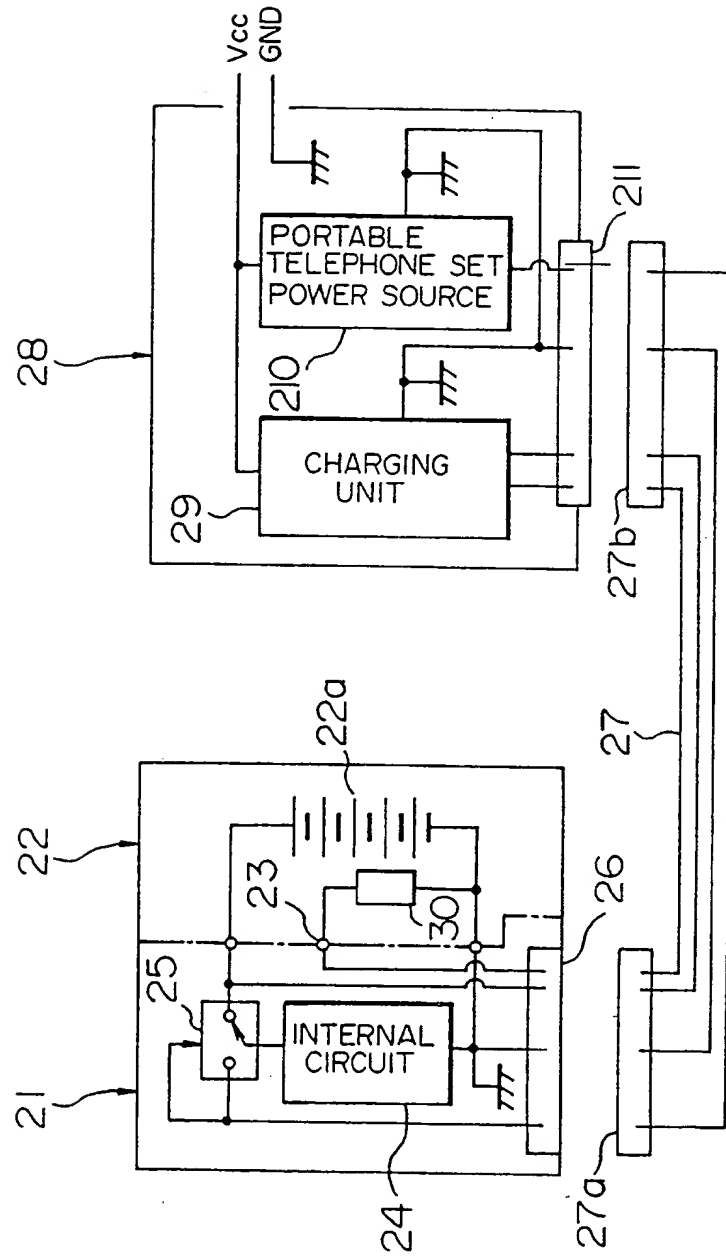 21
22
25
23
22a
INTERNAL
CIRCUIT
30
24
26
27a
27
27b
28
29
CHARGING
UNIT
210
PORTABLE
TELEPHONE SET
POWER SOURCE
211
Vcc
GND